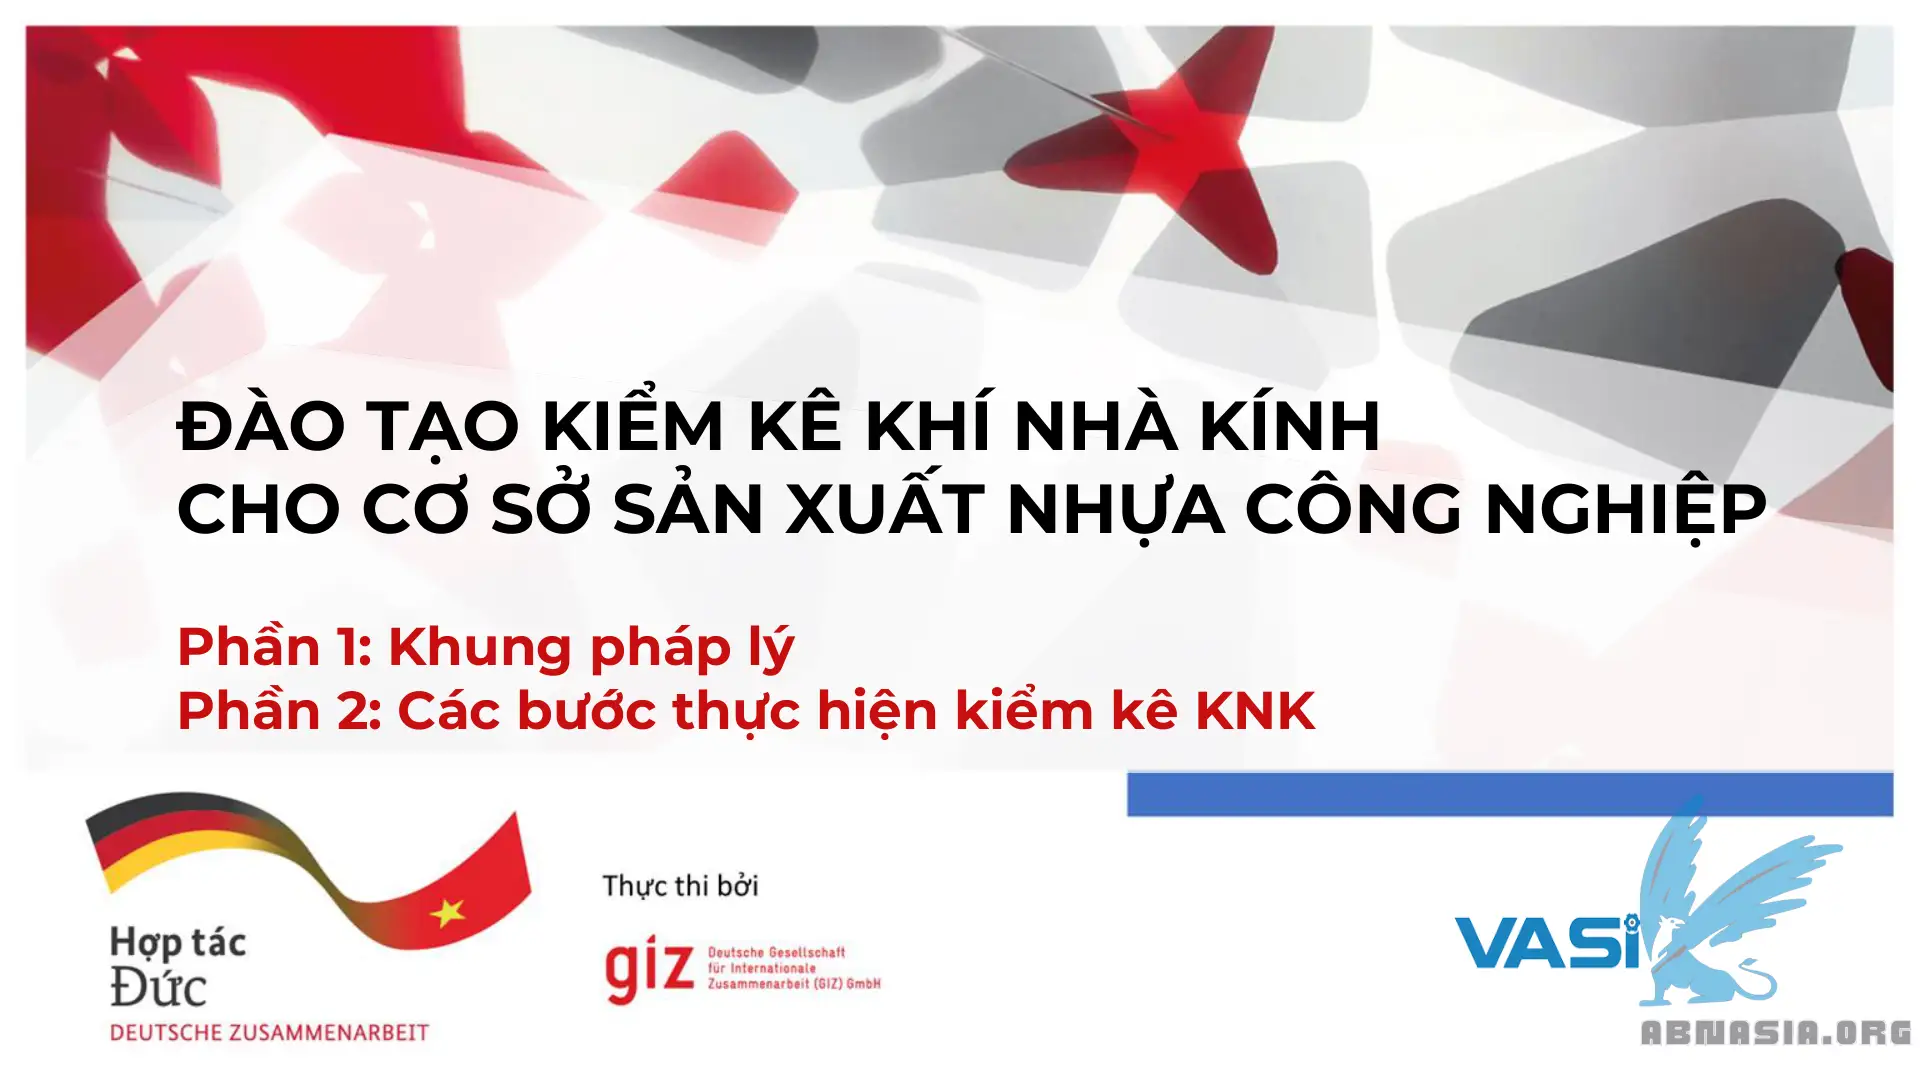 ĐÀO TẠO KIỂM KÊ KHÍ NHÀ KÍNH
CHO CƠ SỞ SẢN XUẤT NHỰA CÔNG NGHIỆP
Phần 1: Khung pháp lý
Phần 2: Các bước thực hiện kiểm kê KNK
Hợp tác
Đức
DEUTSCHE ZUSAMMENARBEIT
Thực thi bởi
giz
Deutsche Gesellschaft
für Internationale
Zusammenarbeit (GIZ) GmbH
VASI
ABNASIA.ORG